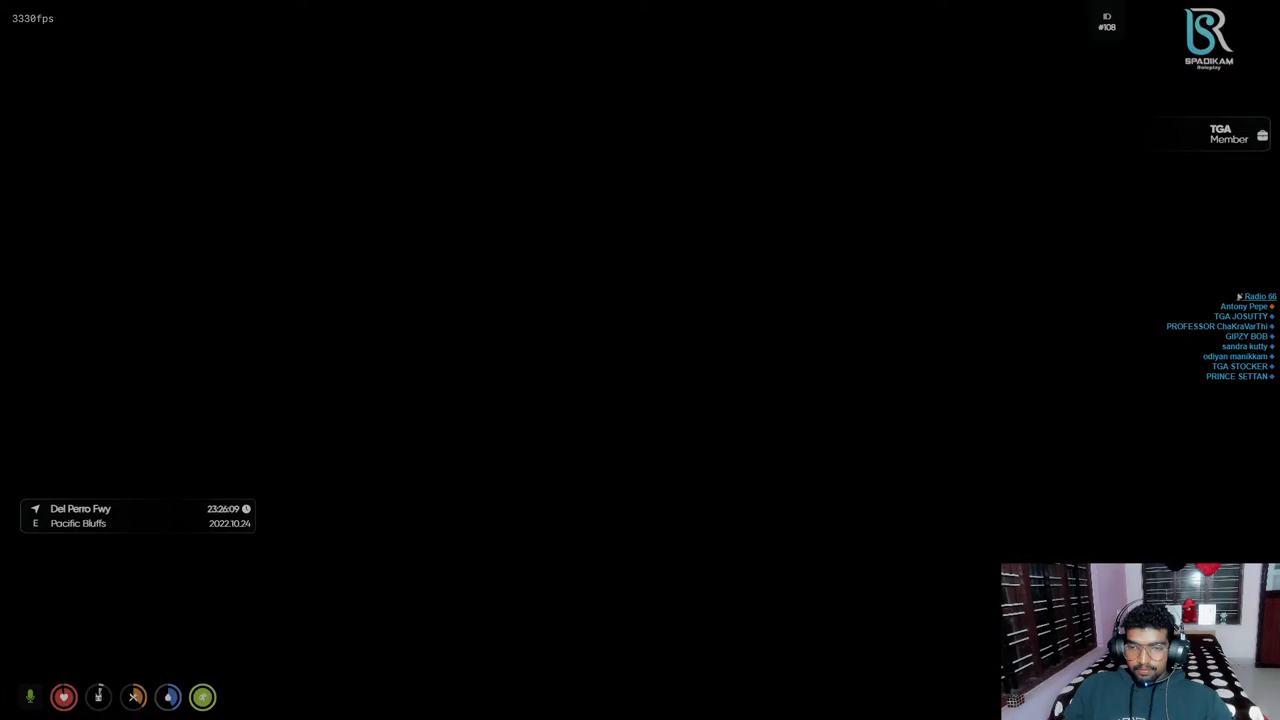 3330fps
ID
#108
SPADIKAM
Roleplay
TGA
Member
Radio 66
Antony Pepe
TGA JOSUTTY
PROFESSOR ChaKraVarThi
GIPZY BOB
sandra kutty
odiyan manikkam
TGA STOCKER
PRINCE SETTAN
Del Perro Fwy
23:26:09
E
Pacific Bluffs
2022.10.24